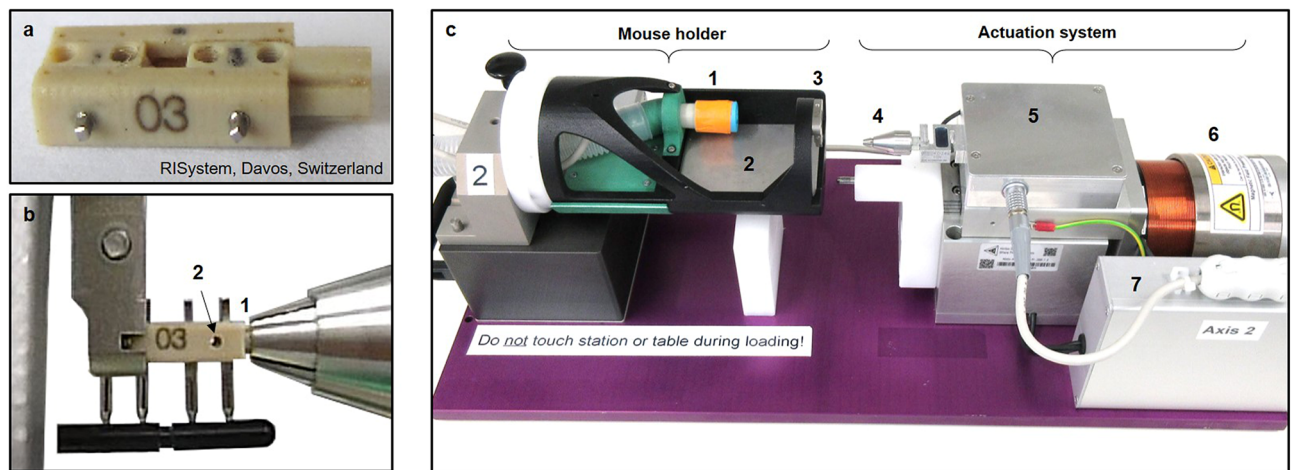 a
03
RISystem, Davos, Switzerland
b
2
1
03
c
Mouse holder
Actuation system
1
3
2
2
4
5
6
7
Do not touch station or table during loading!
Axis 2